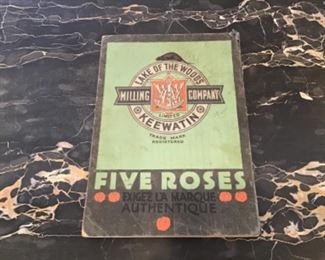 LAKE OF THE WOODS
MILLING COMPANY
LIMITED
KEEWATIN
TRADE MARK
REGISTERED
FIVE ROSES
EXIGEZ LA MARQUE
AUTHENTIQUE